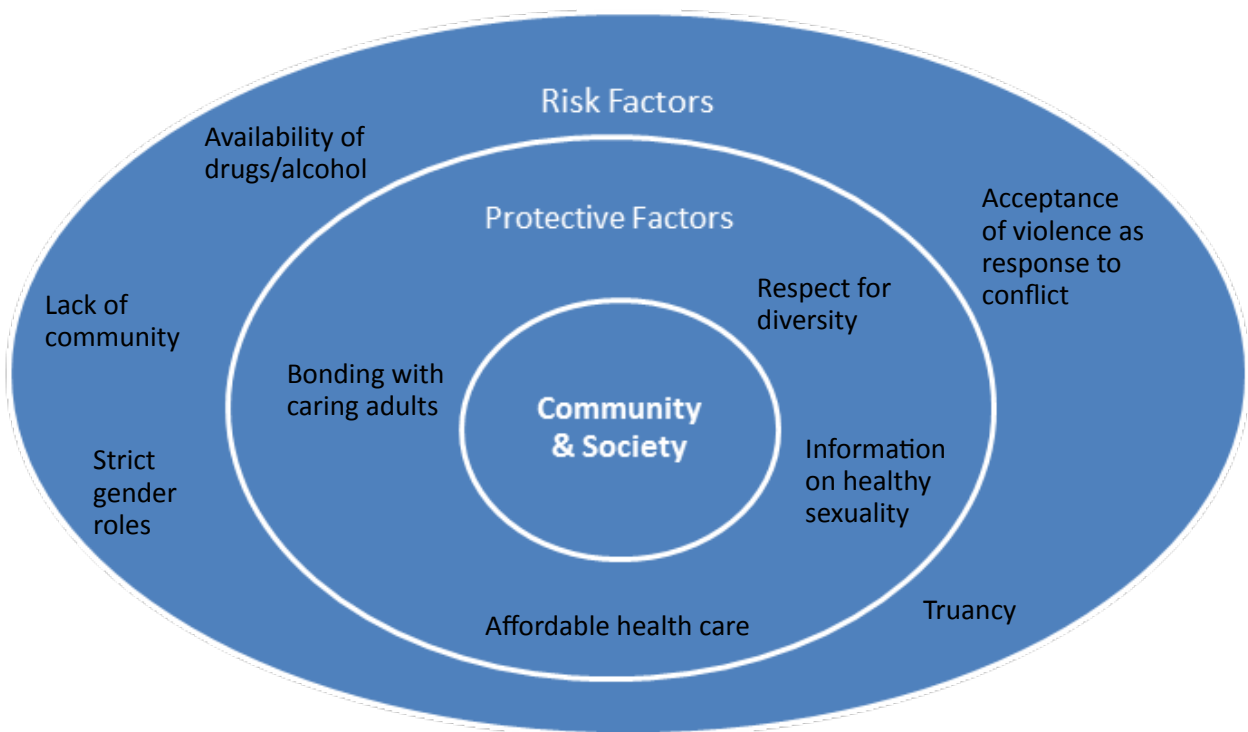 Risk Factors
Availability of
drugs/alcohol
Acceptance
of violence as
response to
conflict
Lack of
community
Strict
gender
roles
Truancy
Protective Factors
Respect for
diversity
Bonding with
caring adults
Information
on healthy
sexuality
Affordable health care
Community
& Society